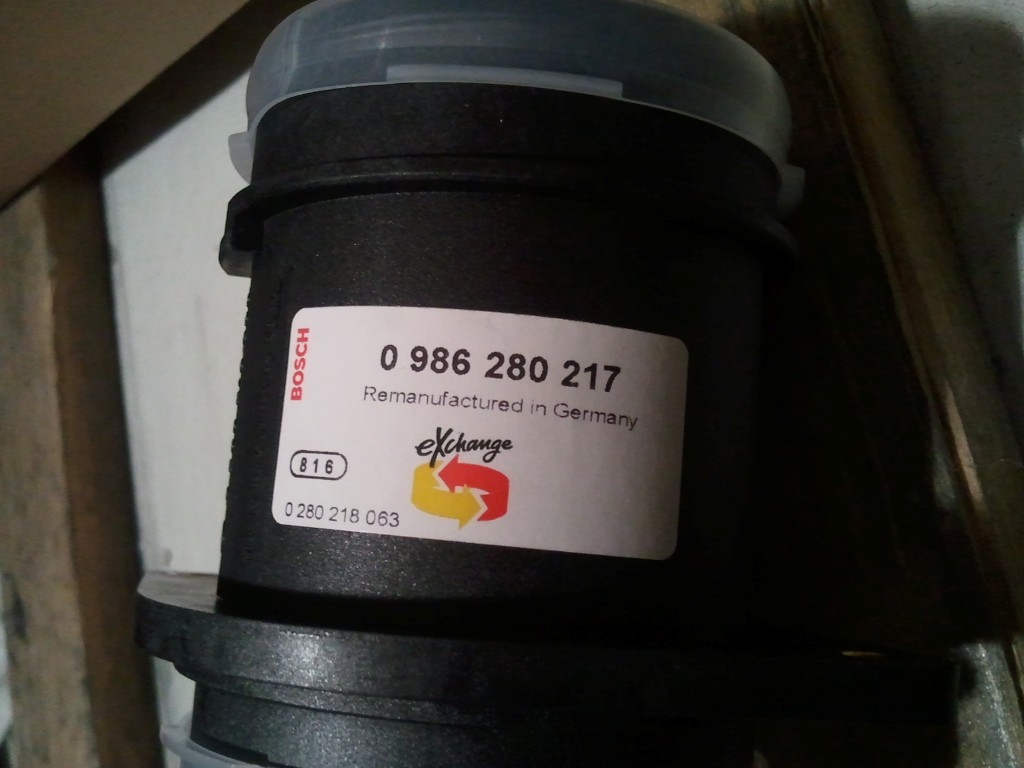 BOSCH
0 986 280 217
Remanufactured in Germany
eXchange
816
0 280 218 063